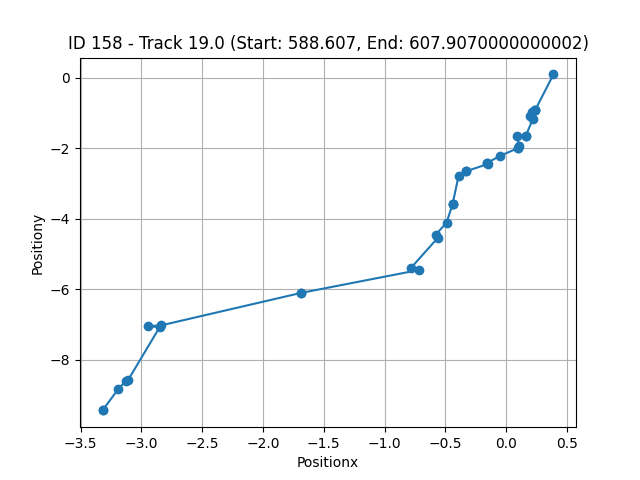 ID 158 - Track 19.0 (Start: 588.607, End: 607.9070000000002)
0
−2
−4
−6
−8
Positiony
−3.5 −3.0 −2.5 −2.0 −1.5 −1.0 −0.5 0.0 0.5
Positionx